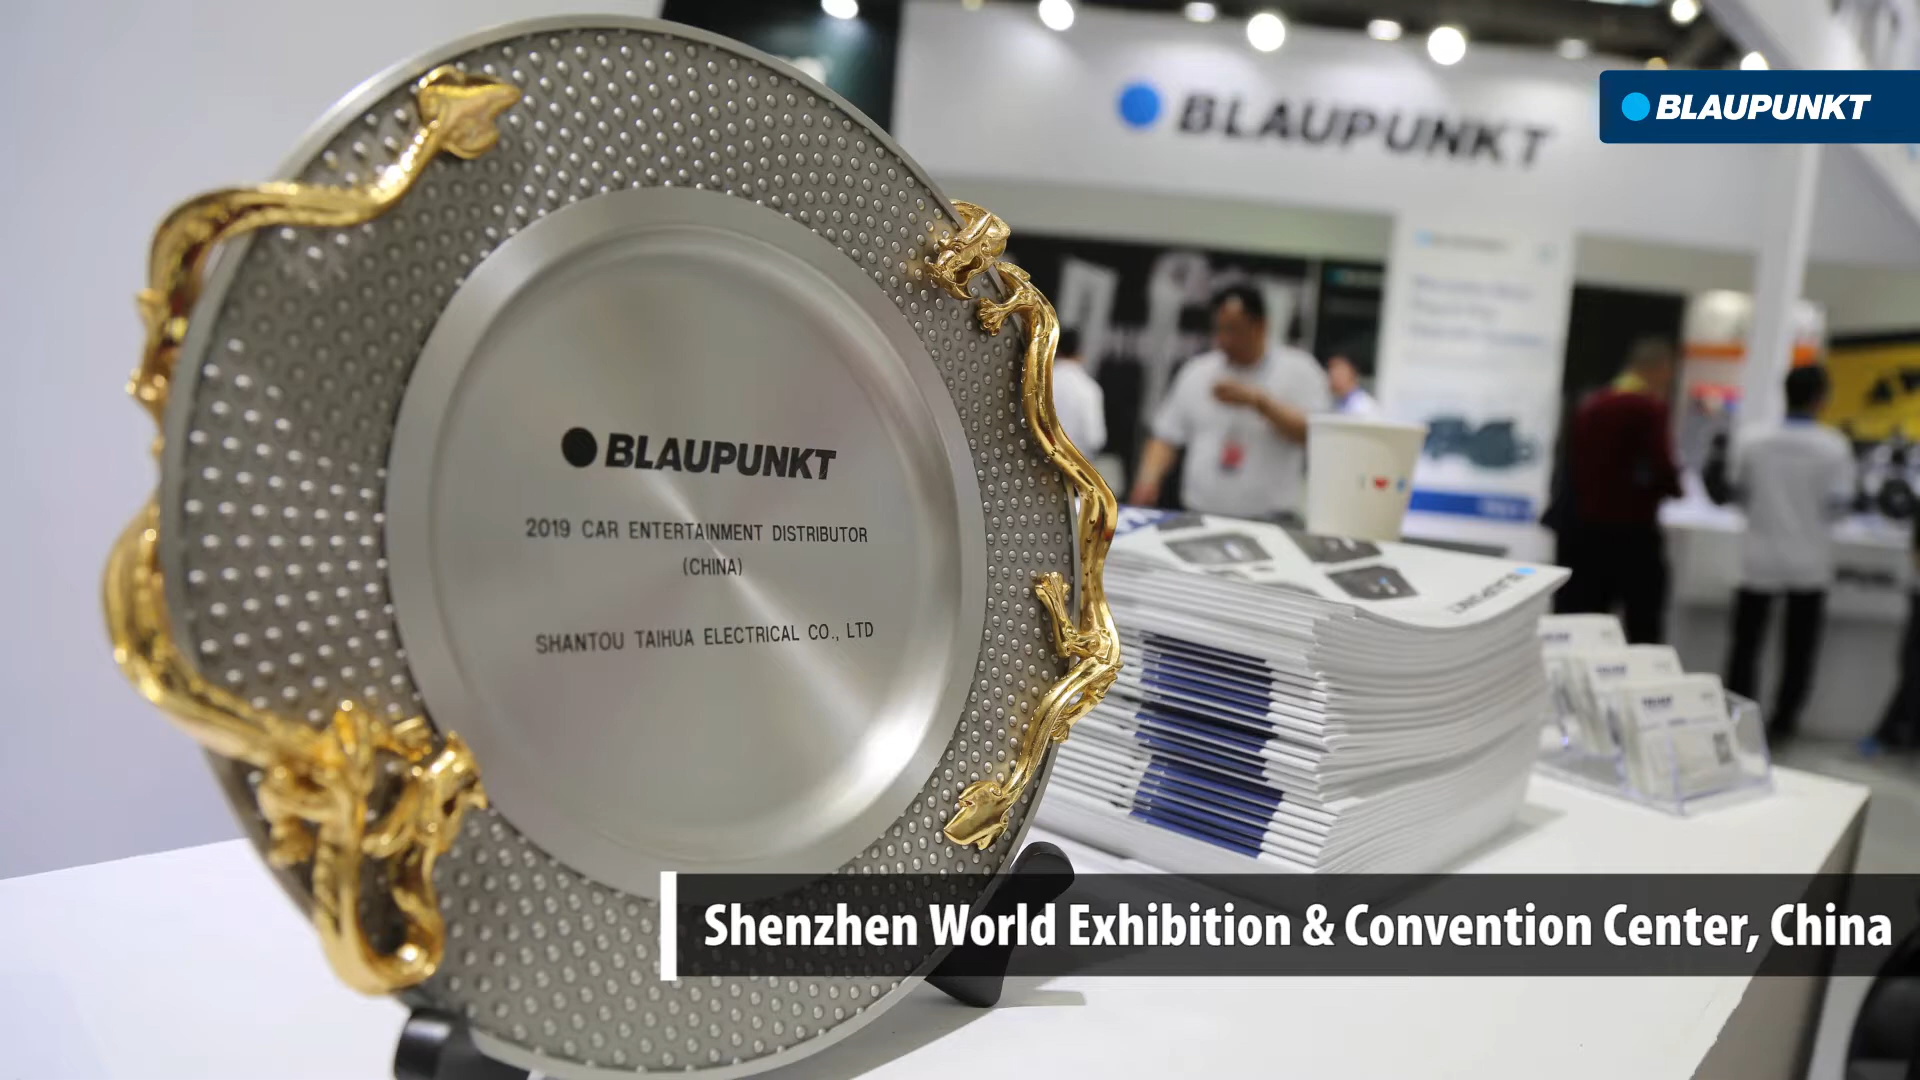 BLAUPUNKT
BLAUPUNKT
BLAUPUNKT
2019 CAR ENTERTAINMENT DISTRIBUTOR
(CHINA)
SHANTOU TAIHUA ELECTRICAL CO., LTD
I ❤
BLAUPUNKT
Shenzhen World Exhibition & Convention Center, China